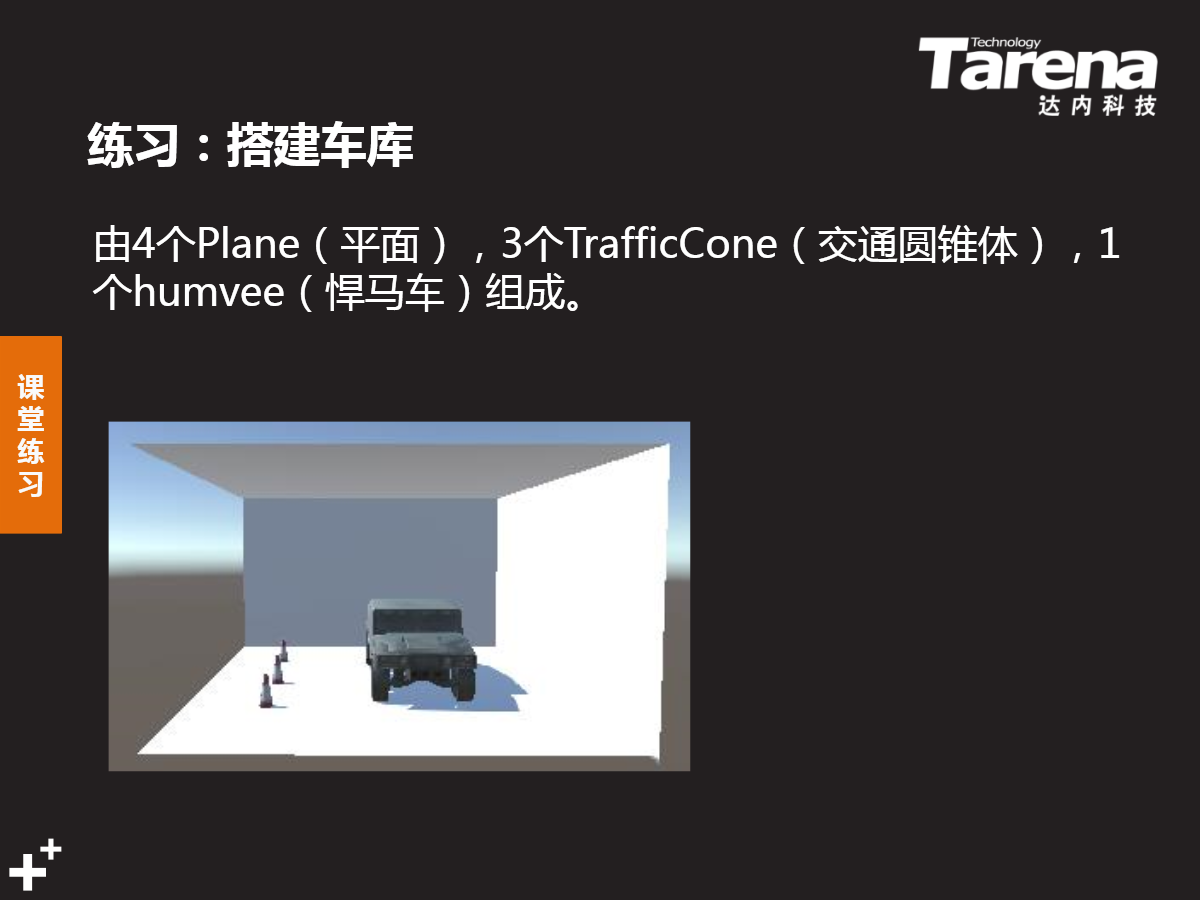 Technology
Tarena
达内科技
练习：搭建车库
由4个Plane（平面），3个TrafficCone（交通圆锥体），1
个humvee（悍马车）组成。
课堂练习